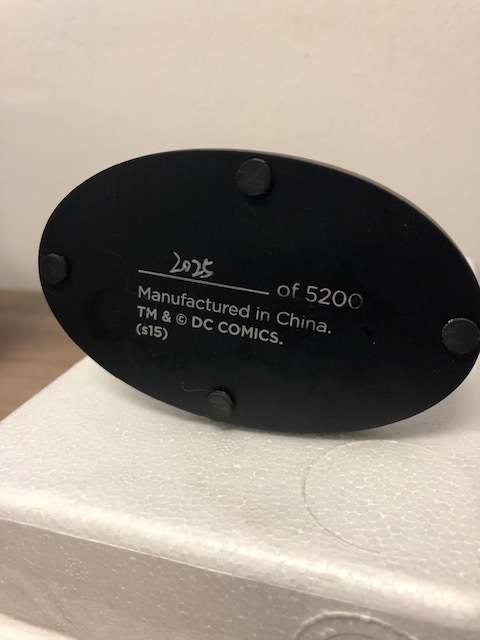 2025 of 5200
Manufactured in China.
TM & © DC COMICS.
(s15)